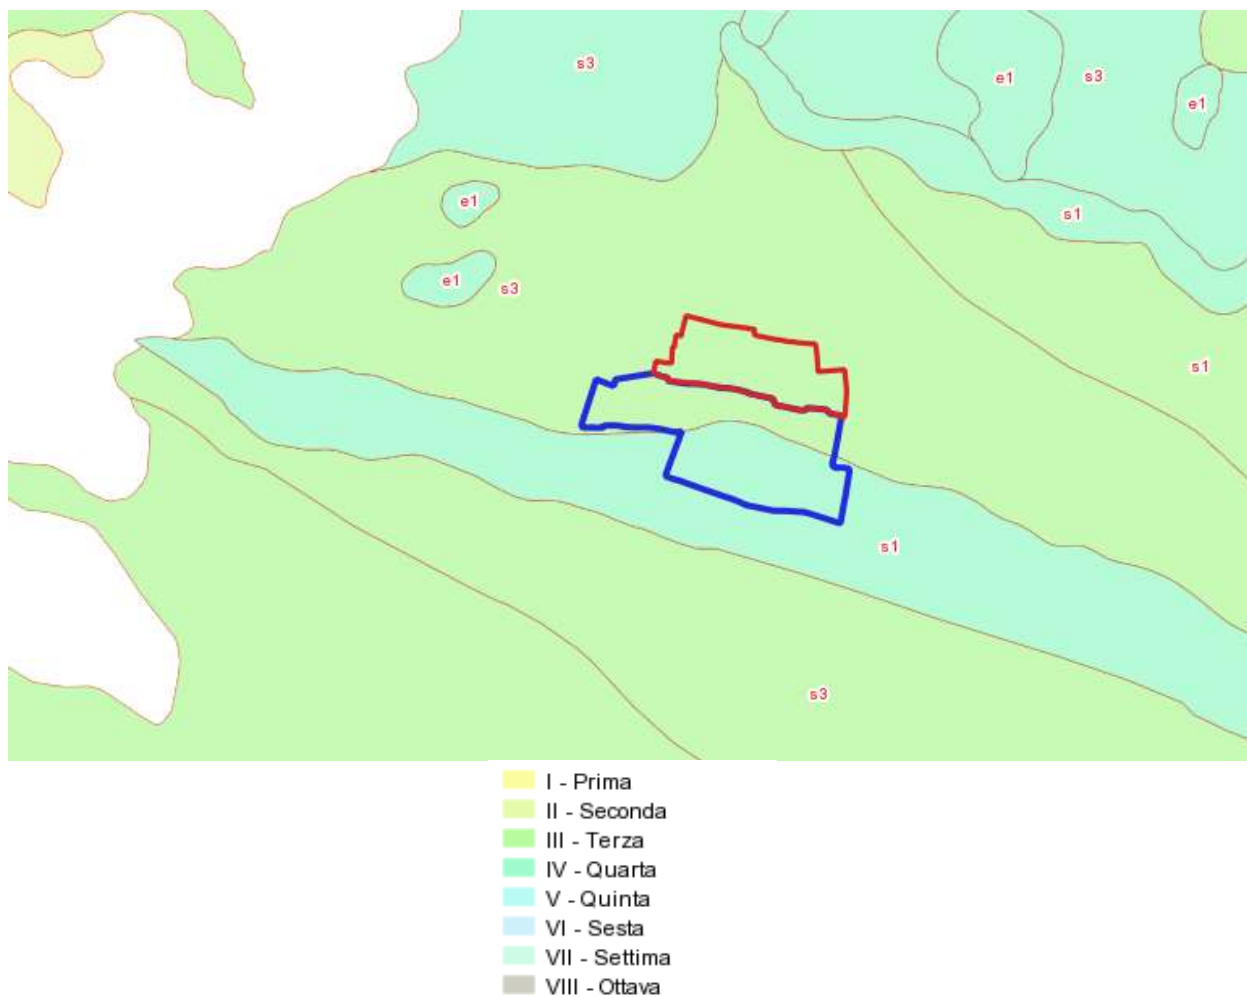 s3
e1
s3
e1
s1
e1
e1
s3
s1
s1
s3
I - Prima
II - Seconda
III - Terza
IV - Quarta
V - Quinta
VI - Sesta
VII - Settima
VIII - Ottava